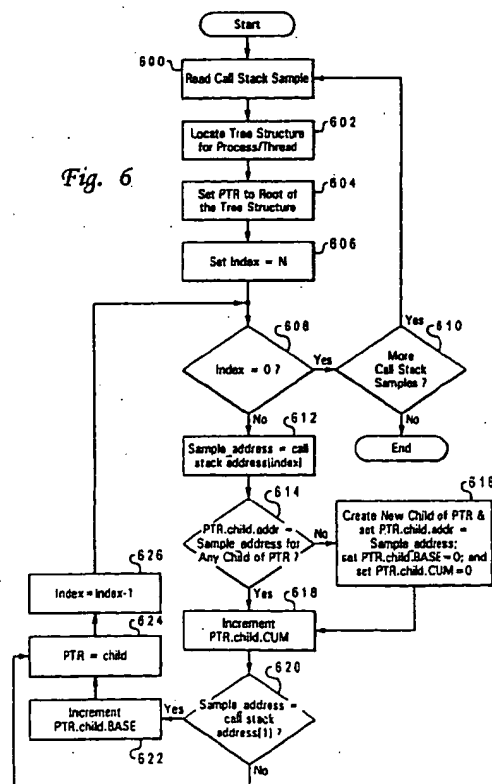 Start
600
Read Call Stack Sample
602
Locate Tree Structure
for Process/Thread
Fig. 6
604
Set PTR to Root of
the Tree Structure
606
Set Index = N
608
Index = 0 ?
Yes
610
Yes
More
Call Stack
Samples ?
No
End
No
612
Sample_address = call
stack address[index]
614
PTR.child.addr =
Sample_address for
Any Child of PTR ?
No
616
Create New Child of PTR &
set PTR.child.addr =
Sample_address;
set PTR.child.BASE=0; and
set PTR.child.CUM=0
626
Index=Index-1
Yes
618
Increment
PTR.child.CUM
624
PTR = child
620
Sample_address =
call stack
address[1] ?
Yes
Increment
PTR.child.BASE
622
No